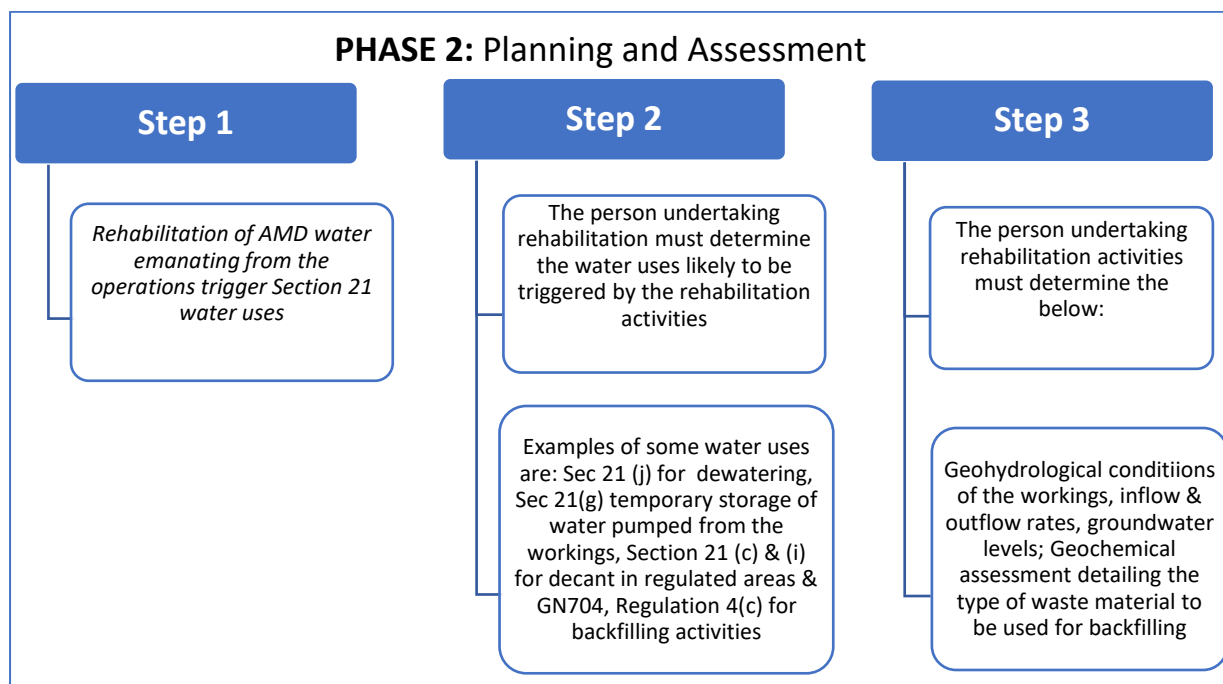 PHASE 2: Planning and Assessment
Step 1
Rehabilitation of AMD water
emanating from the
operations trigger Section 21
water uses
Step 2
The person undertaking
rehabilitation must determine
the water uses likely to be
triggered by the rehabilitation
activities
Examples of some water uses
are: Sec 21 (j) for dewatering,
Sec 21(g) temporary storage of
water pumped from the
workings, Section 21 (c) & (i)
for decant in regulated areas &
GN704, Regulation 4(c) for
backfilling activities
Step 3
The person undertaking
rehabilitation activities
must determine the
below:
Geohydrological conditiions
of the workings, inflow &
outflow rates, groundwater
levels; Geochemical
assessment detailing the
type of waste material to
be used for backfilling